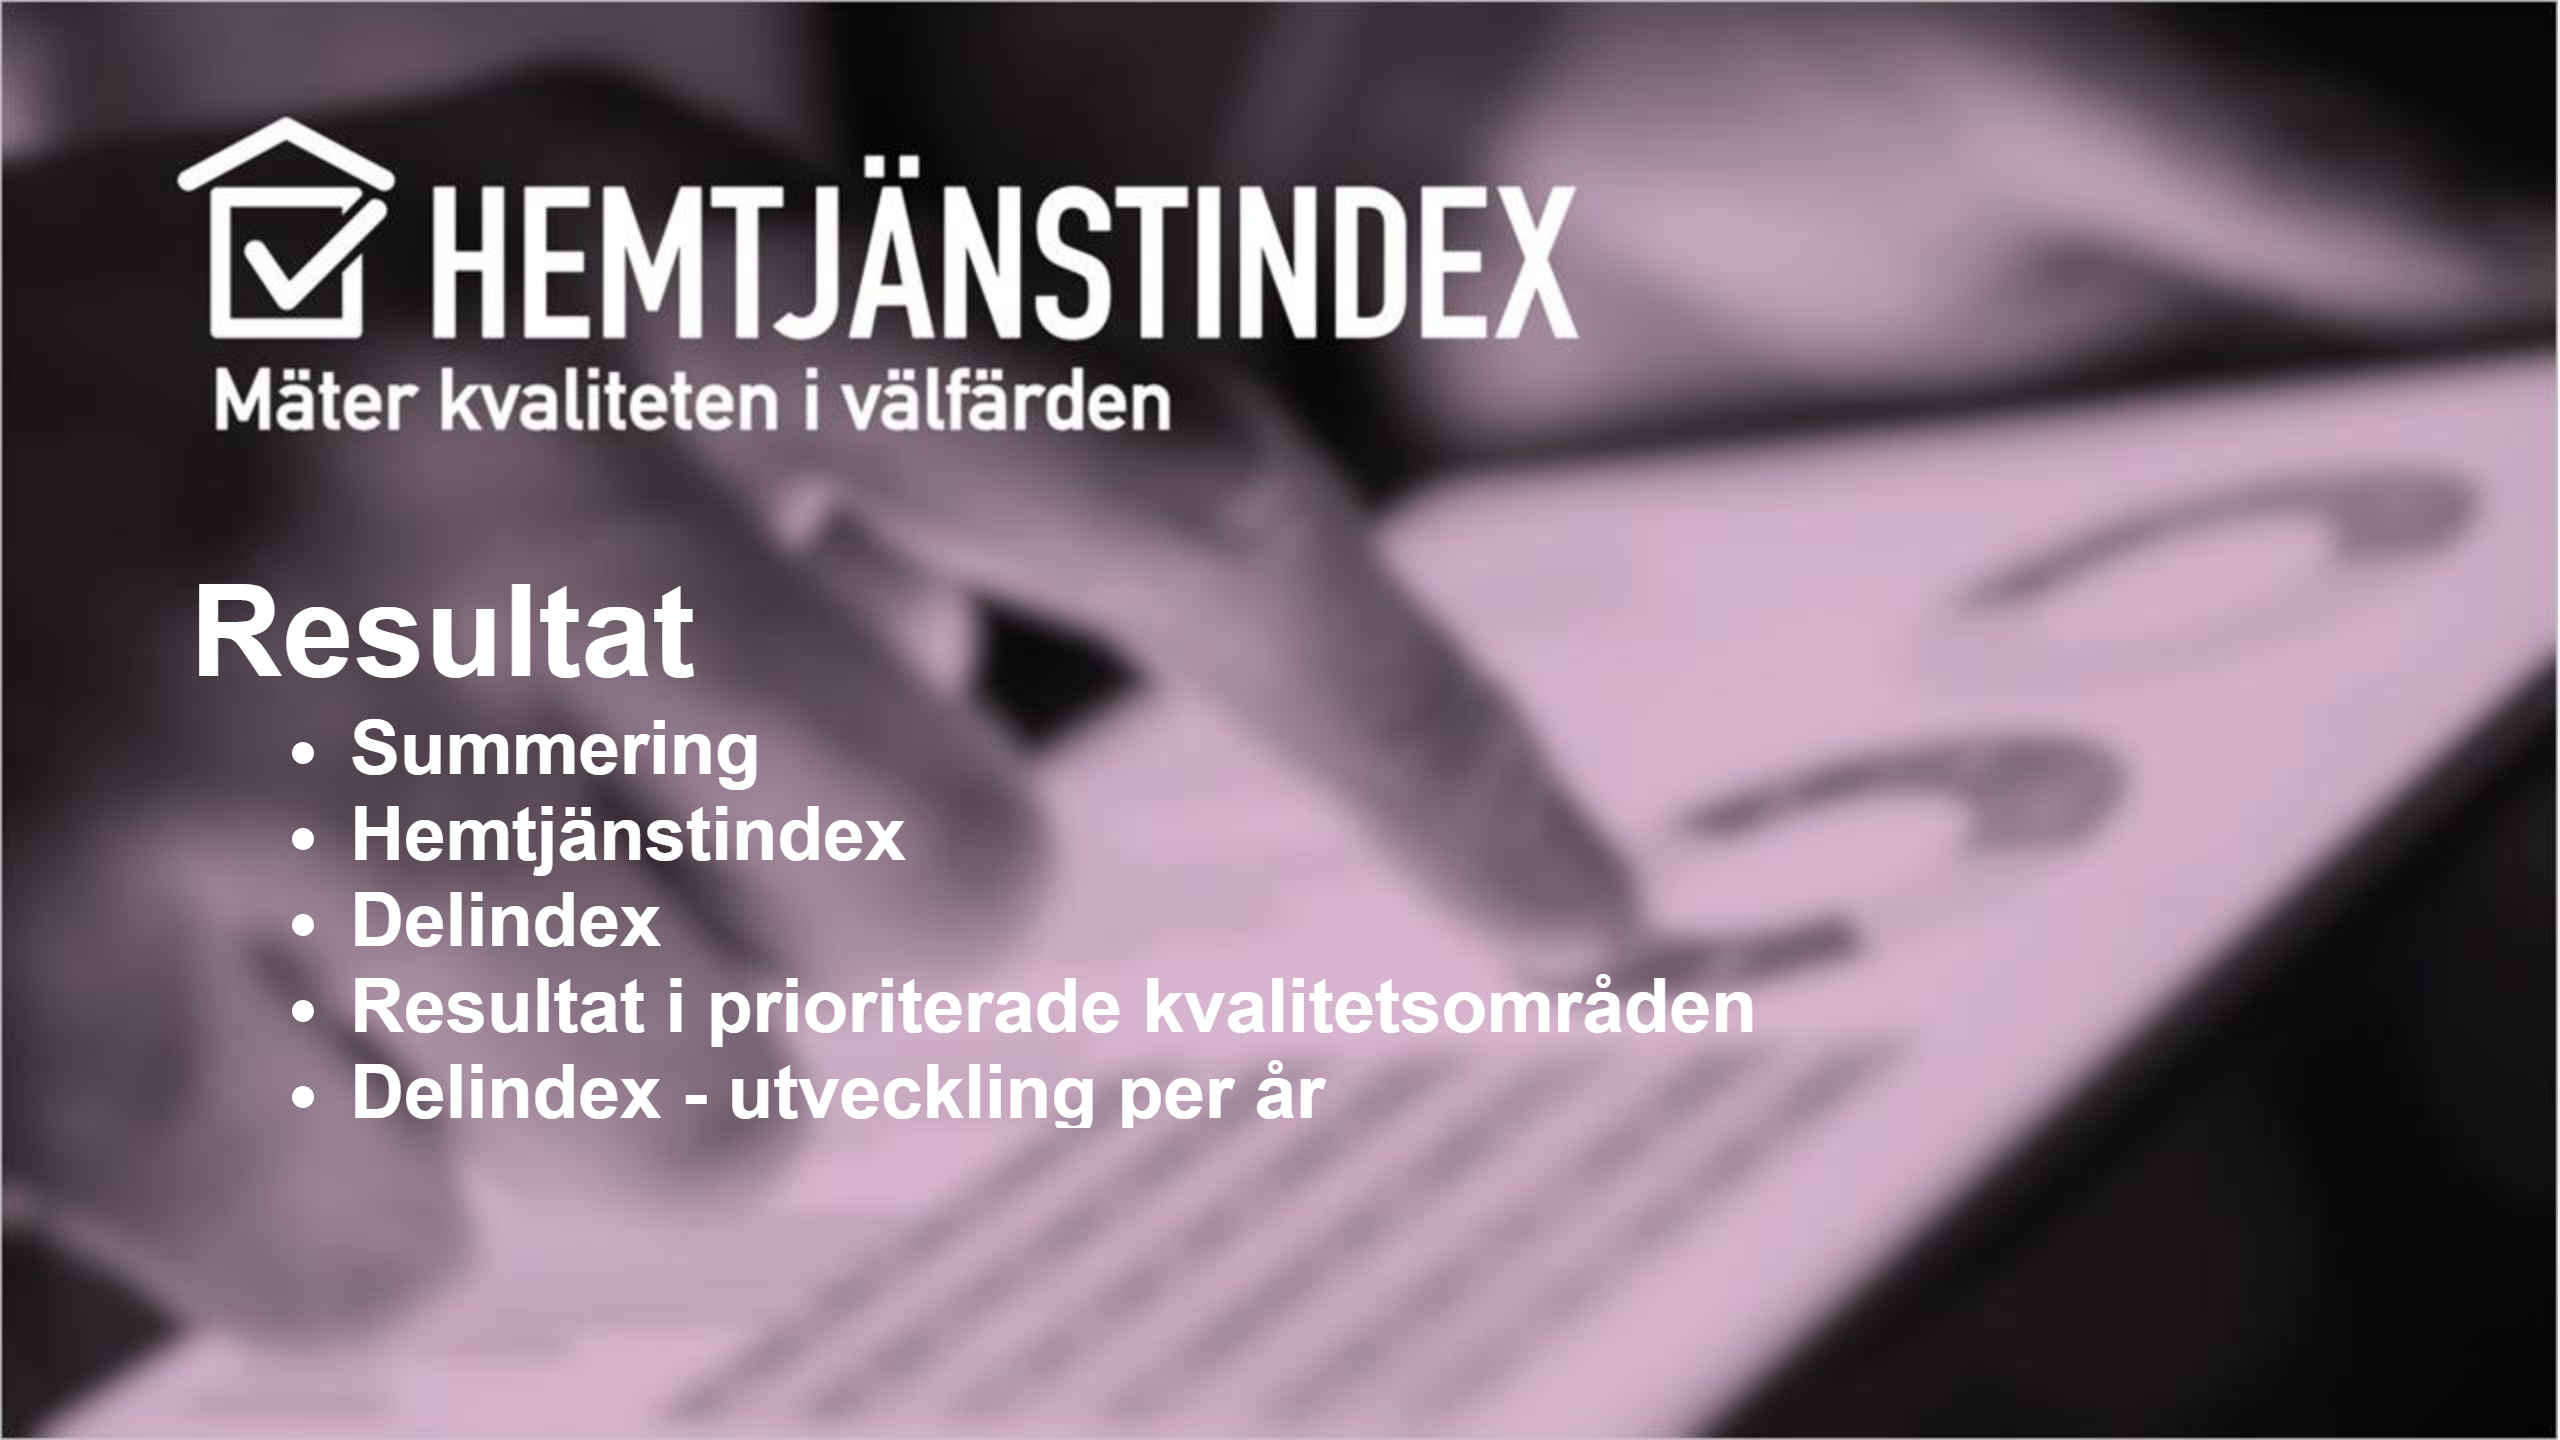 HEMTJÄNSTINDEX
Mäter kvaliteten i välfärden
Resultat
• Summering
• Hemtjänstindex
• Delindex
• Resultat i prioriterade kvalitetsområden
• Delindex - utveckling per år